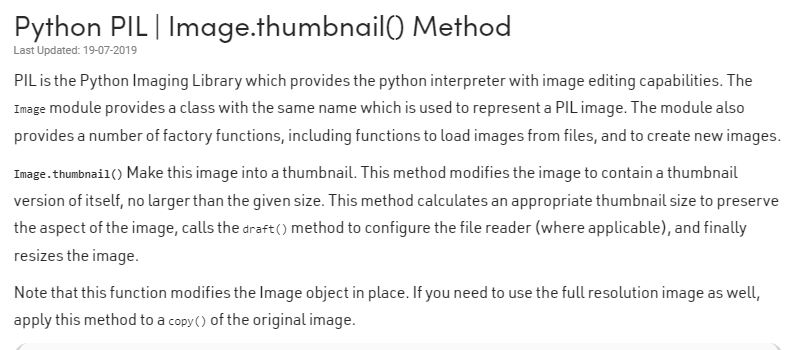 Python PIL | Image.thumbnail() Method
Last Updated: 19-07-2019
PIL is the Python Imaging Library which provides the python interpreter with image editing capabilities. The
Image module provides a class with the same name which is used to represent a PIL image. The module also
provides a number of factory functions, including functions to load images from files, and to create new images.
Image.thumbnail() Make this image into a thumbnail. This method modifies the image to contain a thumbnail
version of itself, no larger than the given size. This method calculates an appropriate thumbnail size to preserve
the aspect of the image, calls the draft() method to configure the file reader (where applicable), and finally
resizes the image.
Note that this function modifies the Image object in place. If you need to use the full resolution image as well,
apply this method to a copy() of the original image.